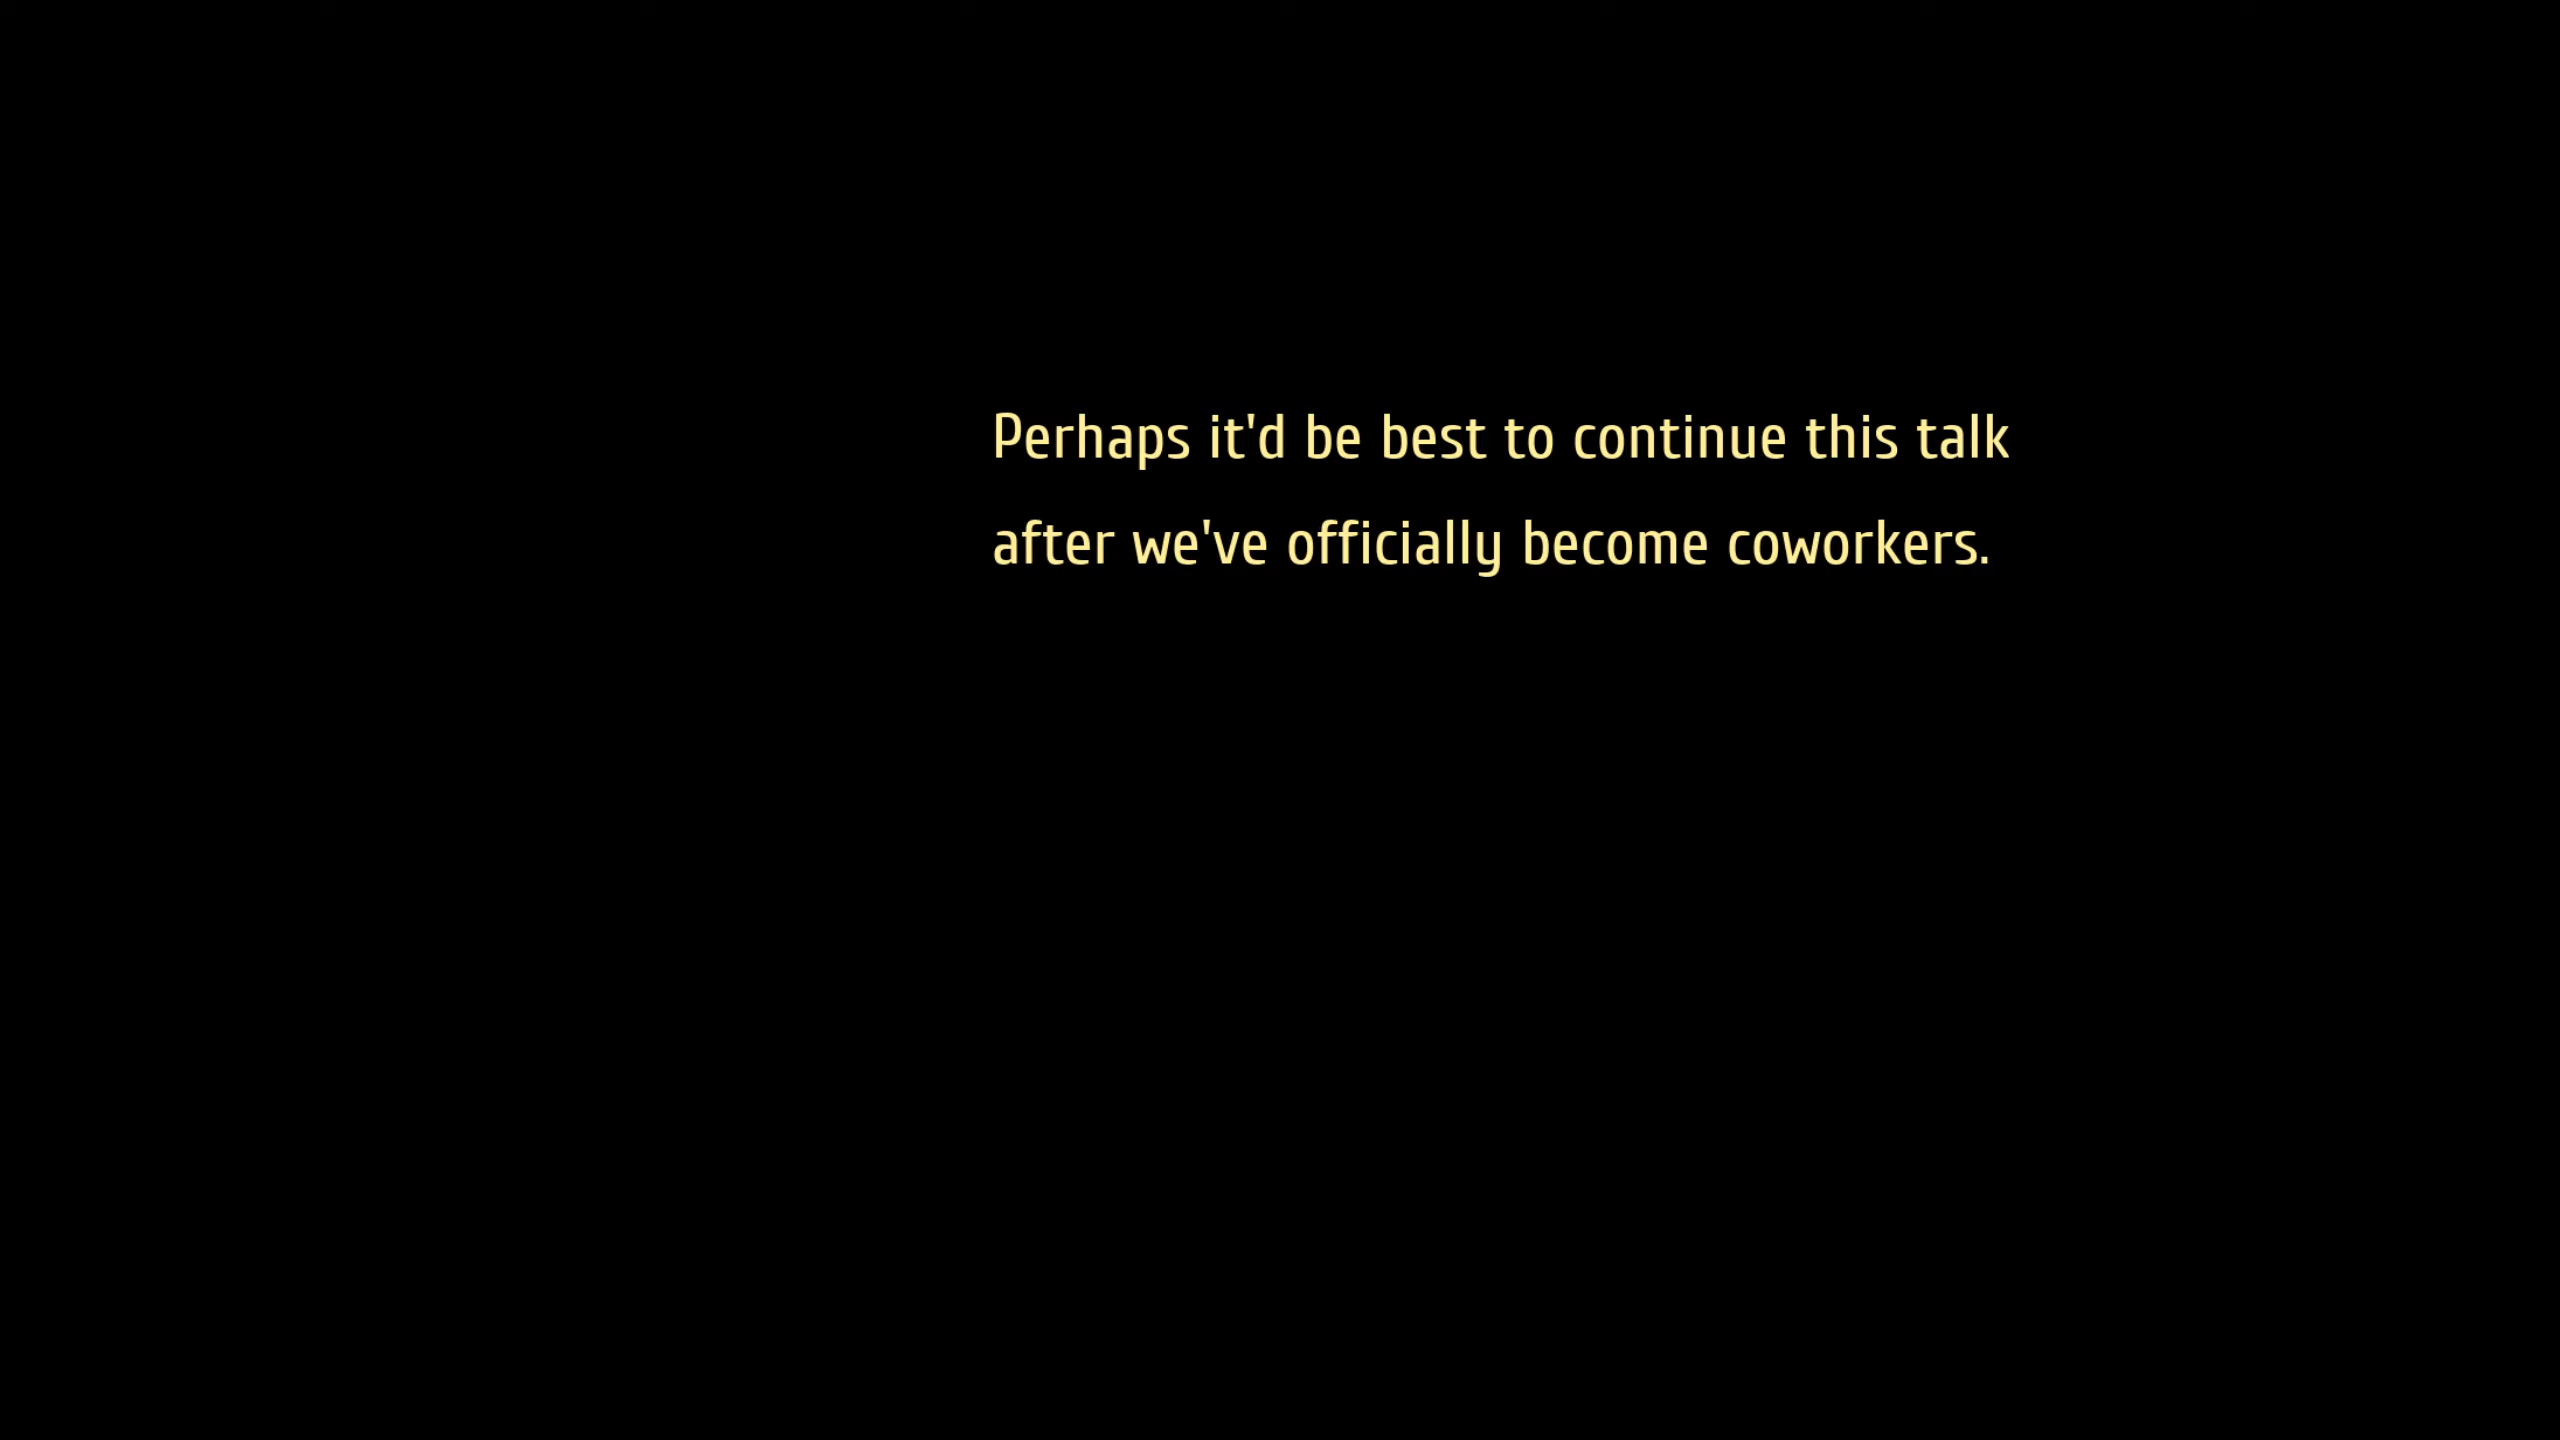 Perhaps it'd be best to continue this talk
after we've officially become coworkers.